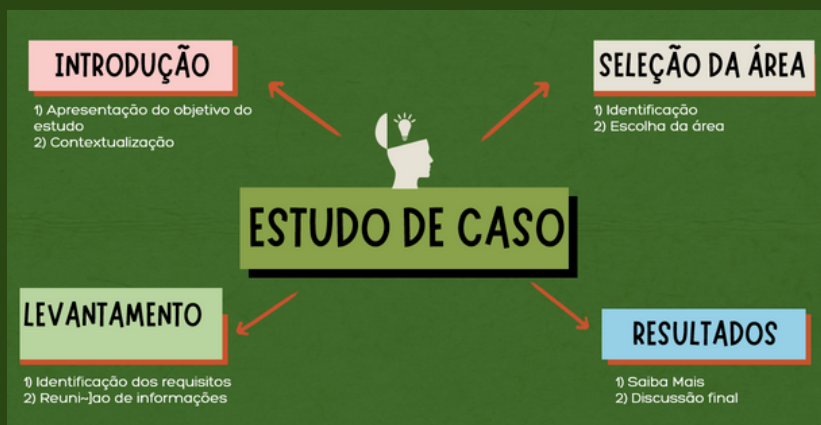 INTRODUÇÃO
1) Apresentação do objetivo do
estudo
2) Contextualização
SELEÇÃO DA ÁREA
1) Identificação
2) Escolha da área
ESTUDO DE CASO
LEVANTAMENTO
1) Identificação dos requisitos
2) Reuni~]ao de informações
RESULTADOS
1) Saiba Mais
2) Discussão final